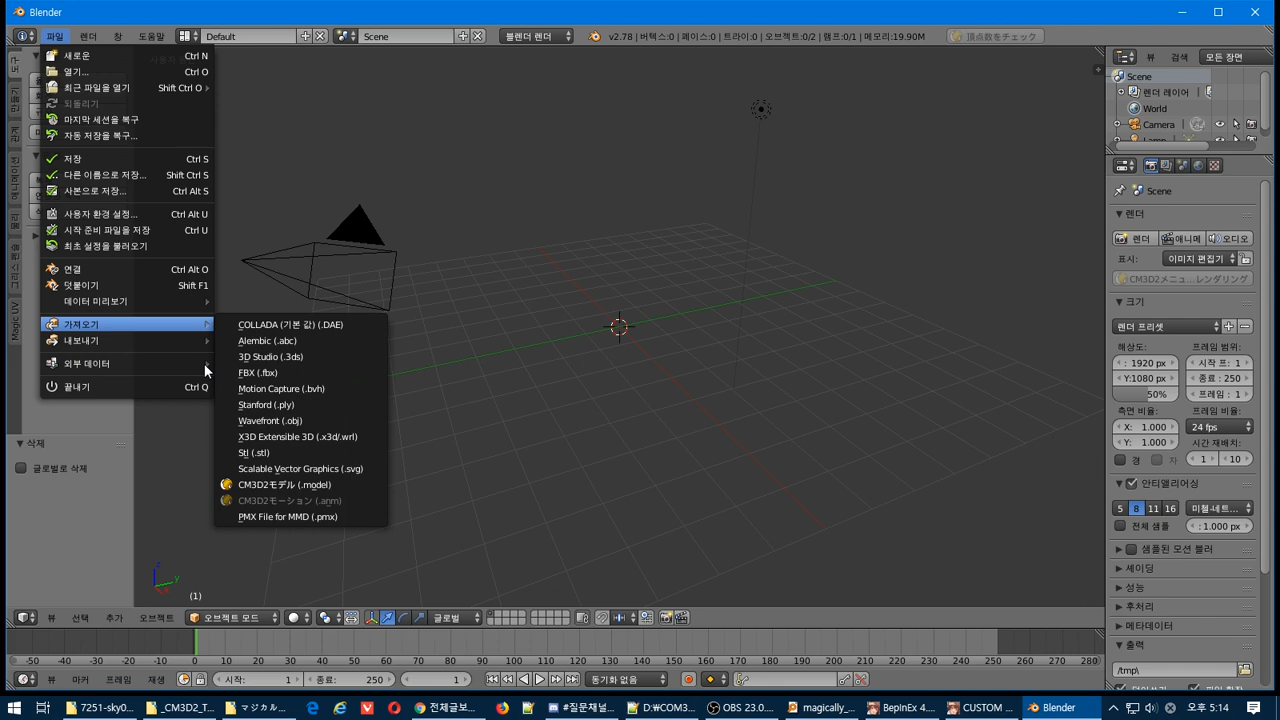 Blender
파일 렌더 창 도움말 Default Scene 블렌더 렌더 v2.78 | 버텍스:0 | 페이스:0 | 트라이:0 | 오브젝트:0/2 | 램프:0/1 | 메모리:19.90M 頂点数をチェック
새로운 Ctrl N
열기... Ctrl O
최근 파일을 열기 Shift Ctrl O
되돌리기
마지막 세션을 복구
자동 저장을 복구...
저장 Ctrl S
다른 이름으로 저장... Shift Ctrl S
사본으로 저장... Ctrl Alt S
사용자 환경 설정... Ctrl Alt U
시작 준비 파일을 저장 Ctrl U
최초 설정을 불러오기
연결 Ctrl Alt O
덧붙이기 Shift F1
데이터 미리보기
가져오기
내보내기
외부 데이터
끝내기 Ctrl Q
COLLADA (기본 값) (.DAE)
Alembic (.abc)
3D Studio (.3ds)
FBX (.fbx)
Motion Capture (.bvh)
Stanford (.ply)
Wavefront (.obj)
X3D Extensible 3D (.x3d/.wrl)
Stl (.stl)
Scalable Vector Graphics (.svg)
CM3D2モデル (.model)
CM3D2モーション (.anm)
PMX File for MMD (.pmx)
Magic UV
삭제
글로벌로 삭제
(1)
뷰 선택 추가 오브젝트 오브젝트 모드 글로벌
-50 -40 -30 -20 -10 0 10 20 30 40 50 60 70 80 90 100 110 120 130 140 150 160 170 180 190 200 210 220 230 240 250 260 270 280
뷰 마커 프레임 재생 시작: 1 종료: 250 1 동기화 없음
뷰 검색 모든 장면
Scene
렌더 레이어
World
Camera
Scene
렌더
렌더 애니메 오디오
표시: 이미지 편집기
CM3D2メニュ...レンダリング
크기
렌더 프리셋
해상도: 프레임 범위:
: 1920 px 시작 프: 1
Y:1080 px 종료 : 250
50% 프레임 : 1
측면 비율: 프레임 비율:
X: 1.000 24 fps
Y: 1.000 시간 재배치:
경 자 1 10
안티앨리어싱
5 8 11 16 미첼-네트...
전체 샘플 : 1.000 px
샘플된 모션 블러
셰이딩
성능
후처리
메타데이터
출력
/tmp\
7251-sky0... _CM3D2_T... マジカル... 전체글보... #질문채널... D:\COM3... OBS 23.0.... magically... BepInEx 4.... CUSTOM ... Blender 오후 5:14